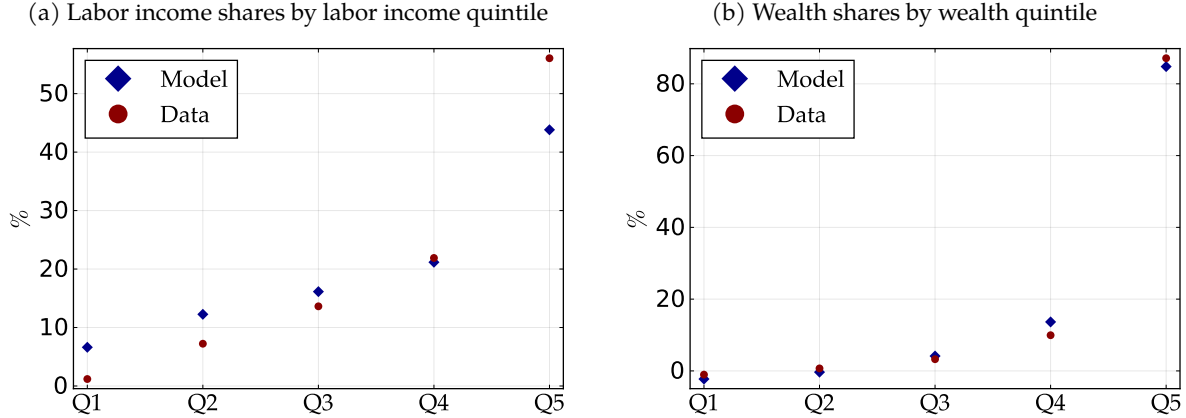 (a) Labor income shares by labor income quintile
%
50
40
30
20
10
0
Model
Data
Q1 Q2 Q3 Q4 Q5
(b) Wealth shares by wealth quintile
%
80
60
40
20
0
Model
Data
Q1 Q2 Q3 Q4 Q5